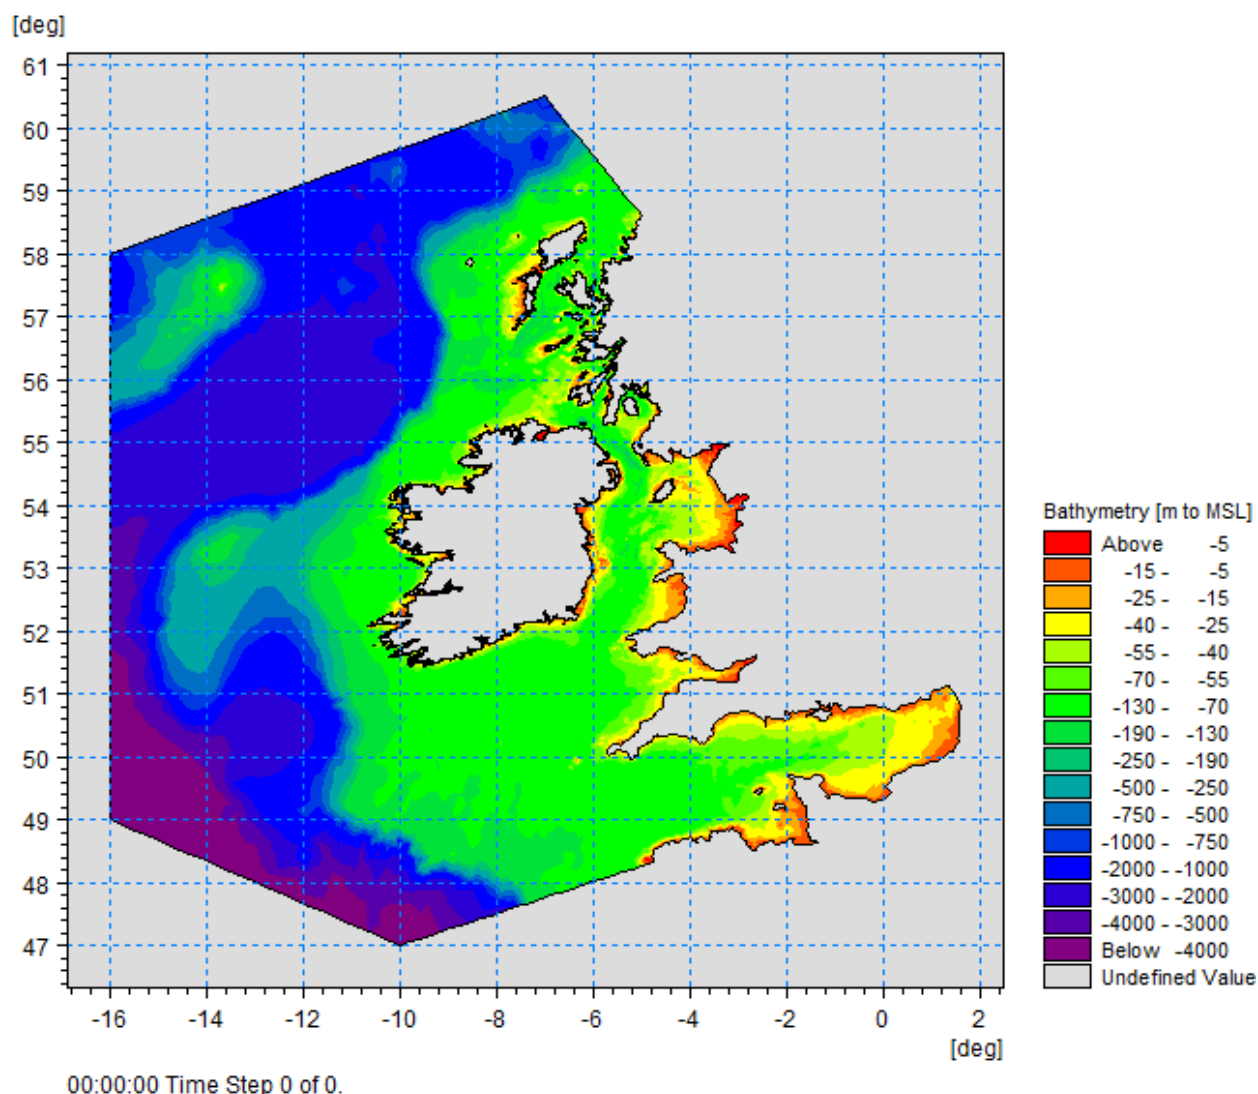 [deg]
61
60
59
58
57
56
55
54
53
52
51
50
49
48
47
-16 -14 -12 -10 -8 -6 -4 -2 0 2
[deg]
00:00:00 Time Step 0 of 0.
Bathymetry [m to MSL]
Above -5
-15 - -5
-25 - -15
-40 - -25
-55 - -40
-70 - -55
-130 - -70
-190 - -130
-250 - -190
-500 - -250
-750 - -500
-1000 - -750
-2000 - -1000
-3000 - -2000
-4000 - -3000
Below -4000
Undefined Value